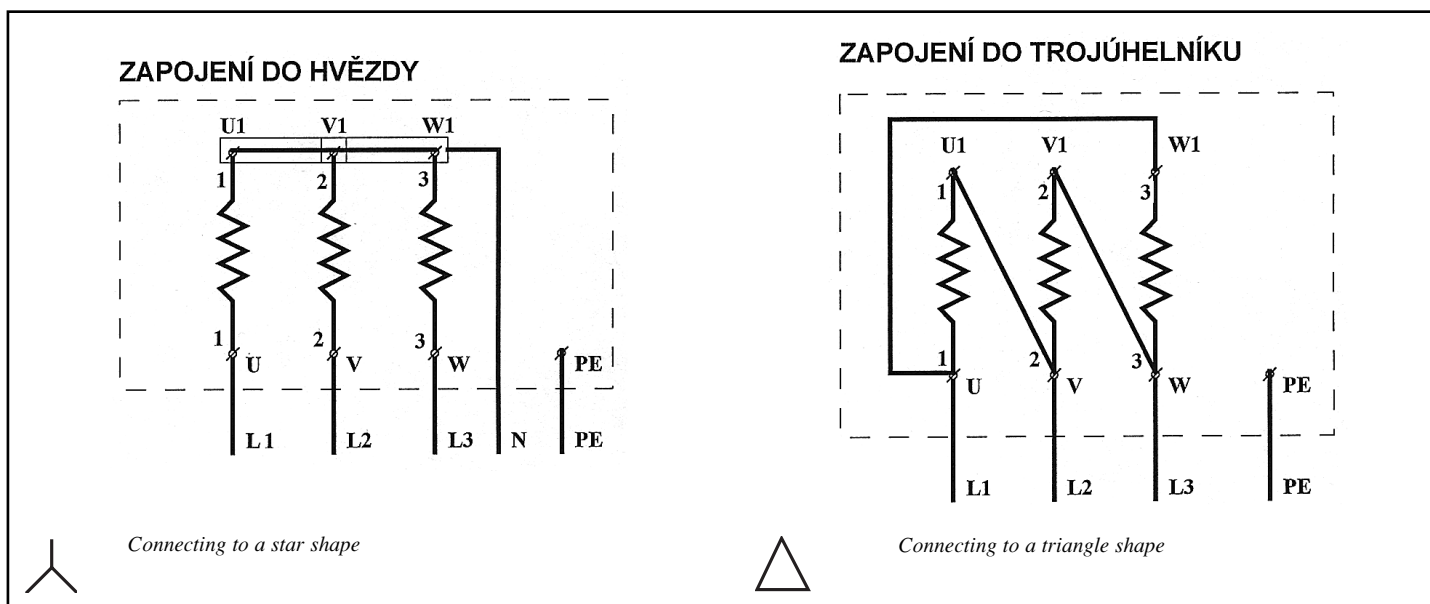 ZAPOJENÍ DO HVĚZDY
U1 V1 W1
1 2 3
1 2 3
U V W PE
L1 L2 L3 N PE
Connecting to a star shape
ZAPOJENÍ DO TROJÚHELNÍKU
U1 V1 W1
1 2 3
1 2 3
U V W PE
L1 L2 L3 PE
Connecting to a triangle shape